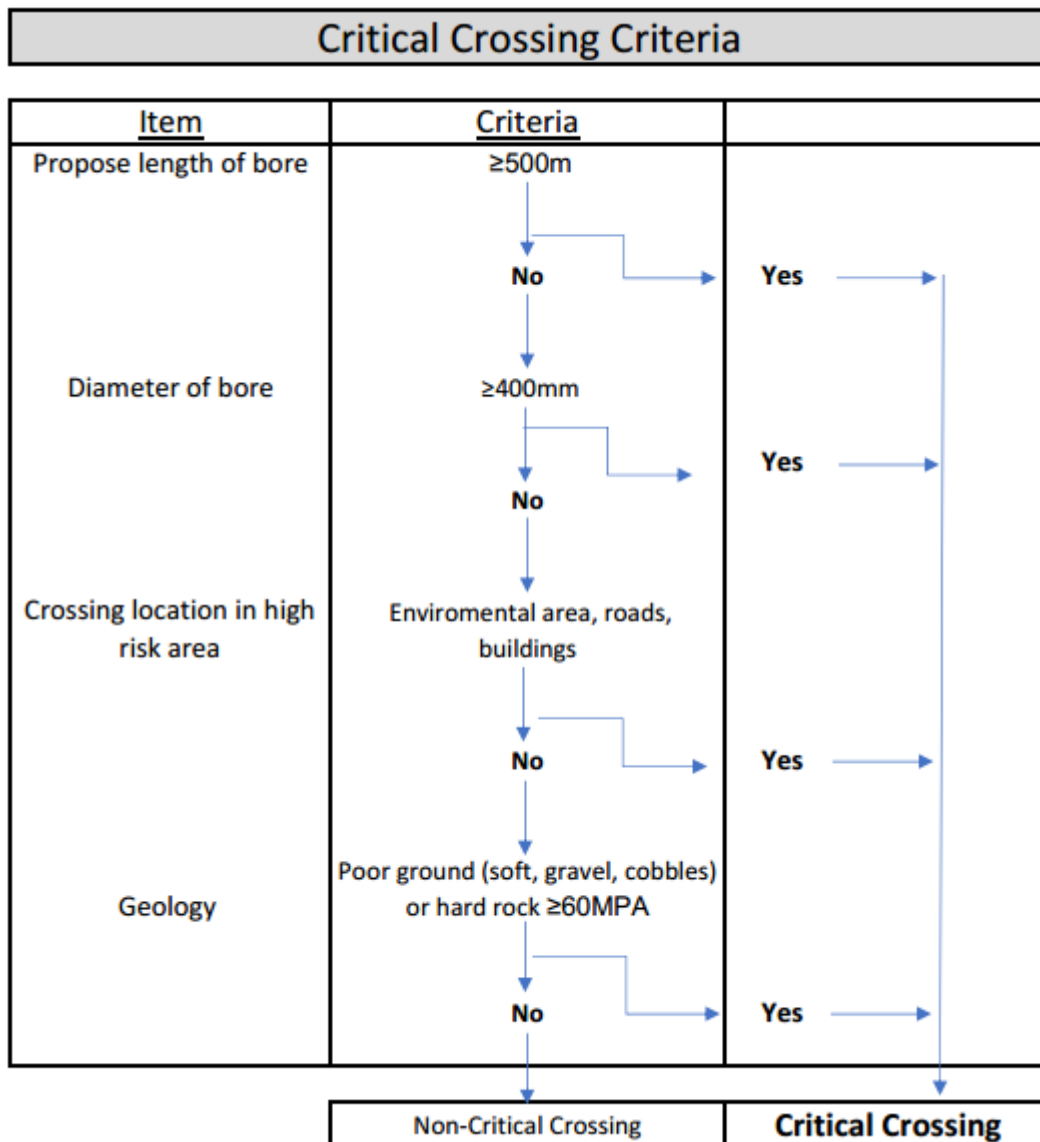 Critical Crossing Criteria
Item Criteria
Propose length of bore ≥500m
No Yes
Diameter of bore ≥400mm
Yes
No
Crossing location in high
risk area
Enviromental area, roads,
buildings
No Yes
Poor ground (soft, gravel, cobbles)
or hard rock ≥60MPA
Geology
No Yes
Non-Critical Crossing Critical Crossing